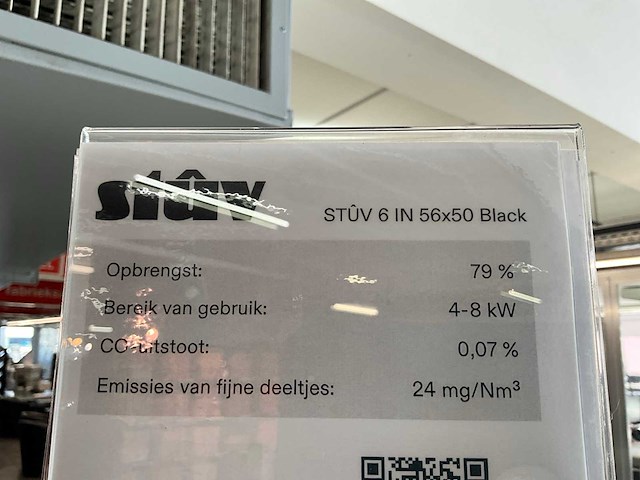 stûv
STÛV 6 IN 56x50 Black
Opbrengst: 79 %
Bereik van gebruik: 4-8 kW
CO-uitstoot: 0,07 %
Emissies van fijne deeltjes: 24 mg/Nm³